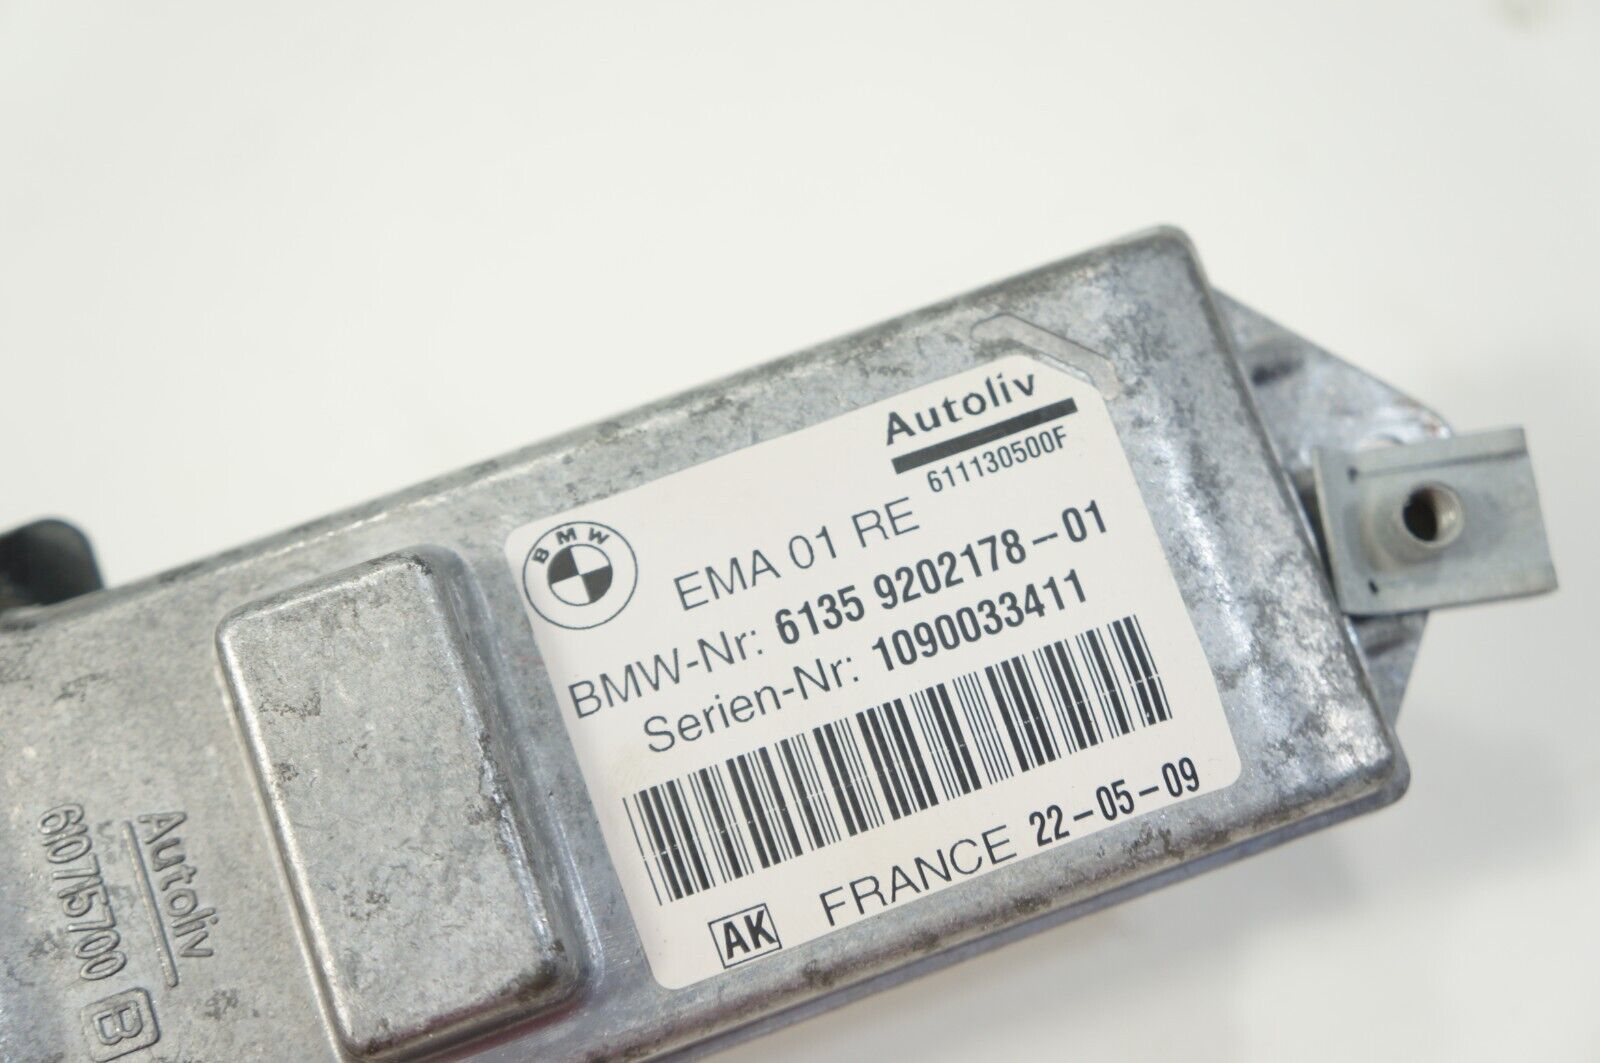 Autoliv
611130500F
BMW
EMA 01 RE
BMW-Nr: 6135 9202178-01
Serien-Nr: 1090033411
AK FRANCE 22-05-09
Autoliv
610715700 B